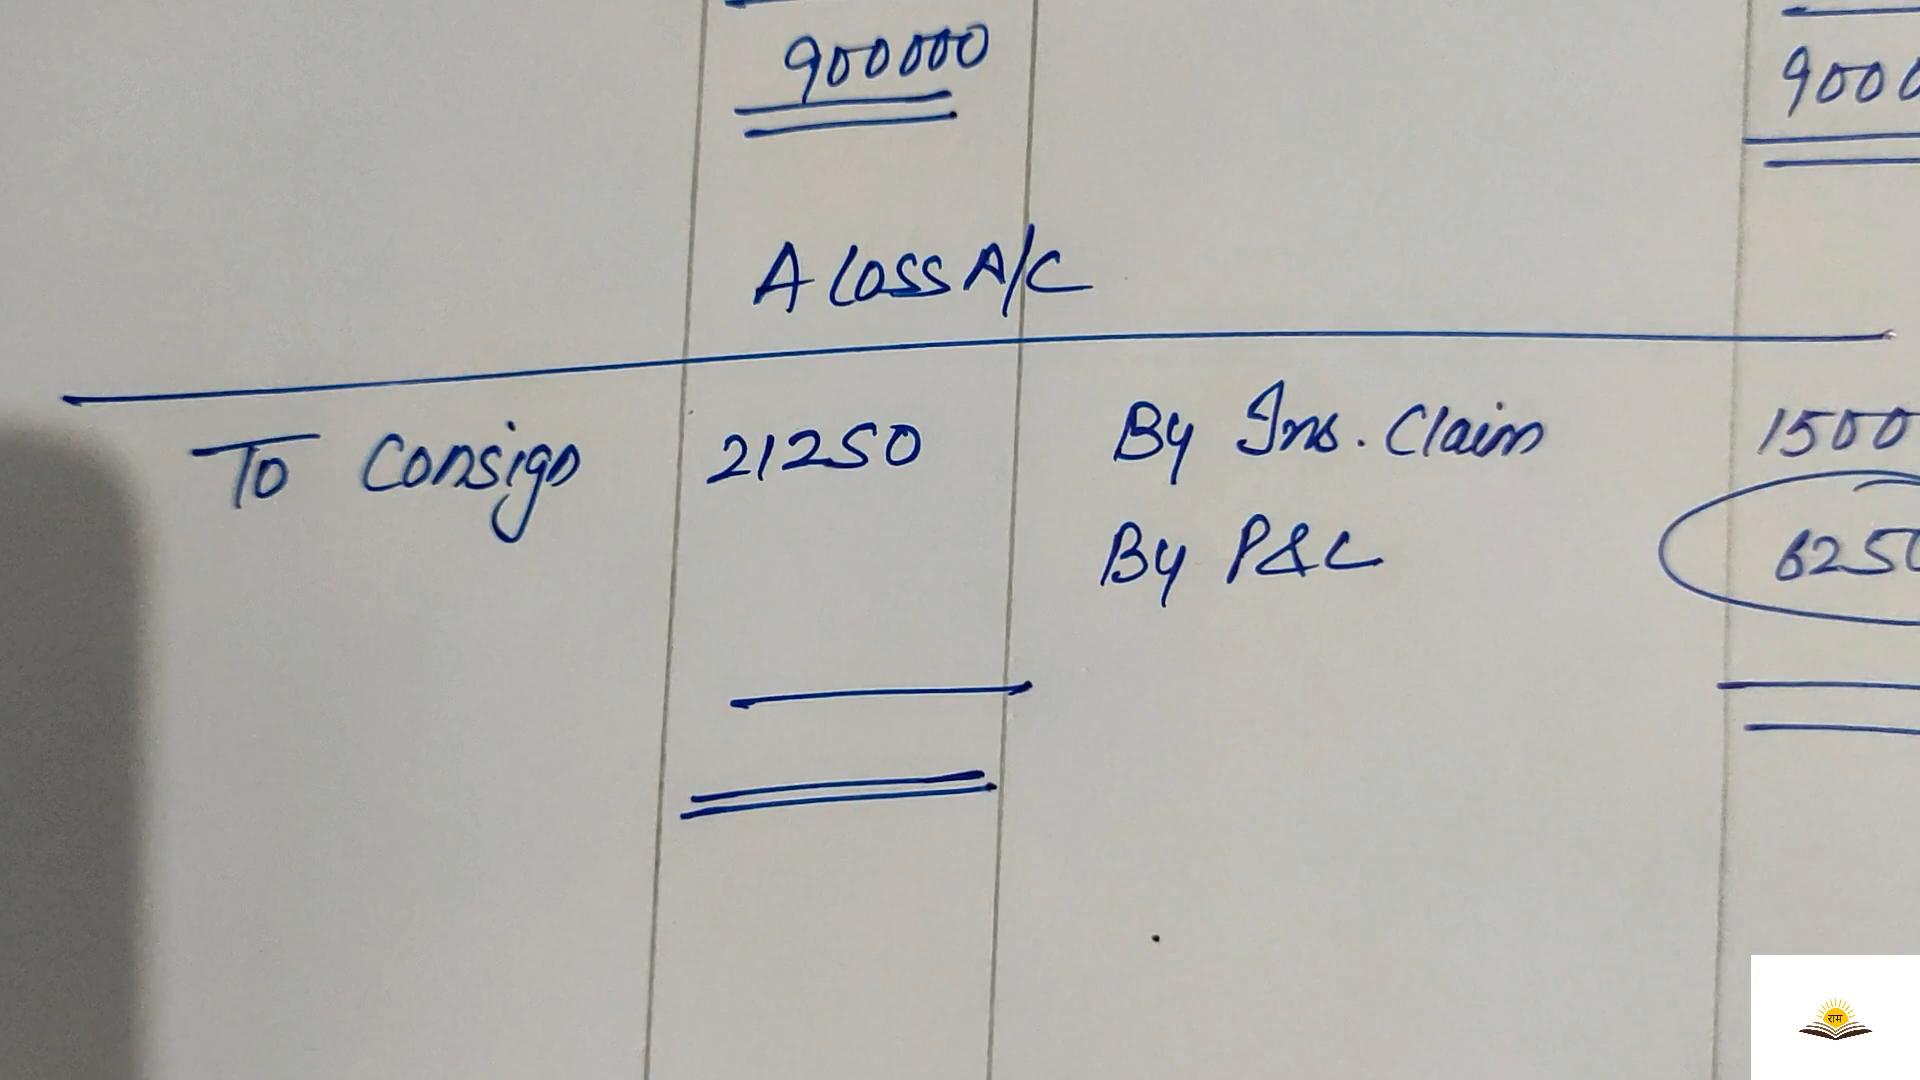 900000 9000
A Loss A/C
To Consign 21250 By Ins. Claim 1500
By P&L 6250
राम